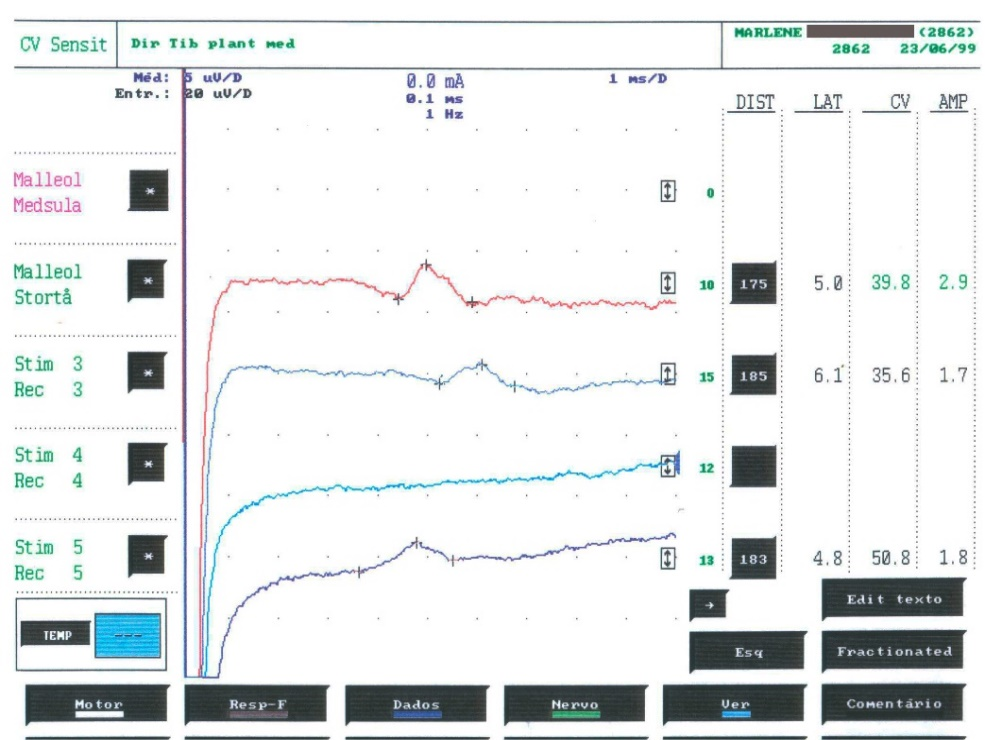 CV Sensit
Dir Tib plant med
MARLENE (2862)
2862 23/06/99
Méd: 5 uV/D 0.0 mA 1 ms/D
Entr.: 20 uV/D 0.1 ms
1 Hz
DIST LAT CV AMP
Malleol * 0
Medsula
Malleol * 10 175 5.0 39.8 2.9
Stortå
Stim 3 * 15 185 6.1 35.6 1.7
Rec 3
Stim 4 * 12
Rec 4
Stim 5 * 13 183 4.8 50.8 1.8
Rec 5
→ Edit texto
TEMP ---
Esq Fractionated
Motor Resp-F Dados Nervo Ver Comentário